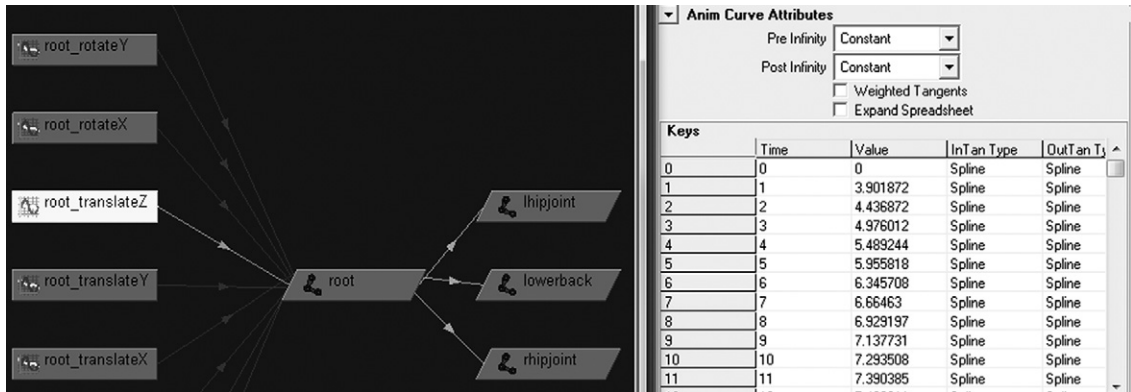 root_rotateY
root_rotateX
root_translateZ
root_translateY
root_translateX
root
lhipjoint
lowerback
rhipjoint
Anim Curve Attributes
Pre Infinity Constant
Post Infinity Constant
Weighted Tangents
Expand Spreadsheet
Keys
Time Value InTan Type OutTan Ty
0 0 0 Spline Spline
1 1 3.901872 Spline Spline
2 2 4.436872 Spline Spline
3 3 4.976012 Spline Spline
4 4 5.489244 Spline Spline
5 5 5.955818 Spline Spline
6 6 6.345708 Spline Spline
7 7 6.66463 Spline Spline
8 8 6.929197 Spline Spline
9 9 7.137731 Spline Spline
10 10 7.293508 Spline Spline
11 11 7.390385 Spline Spline